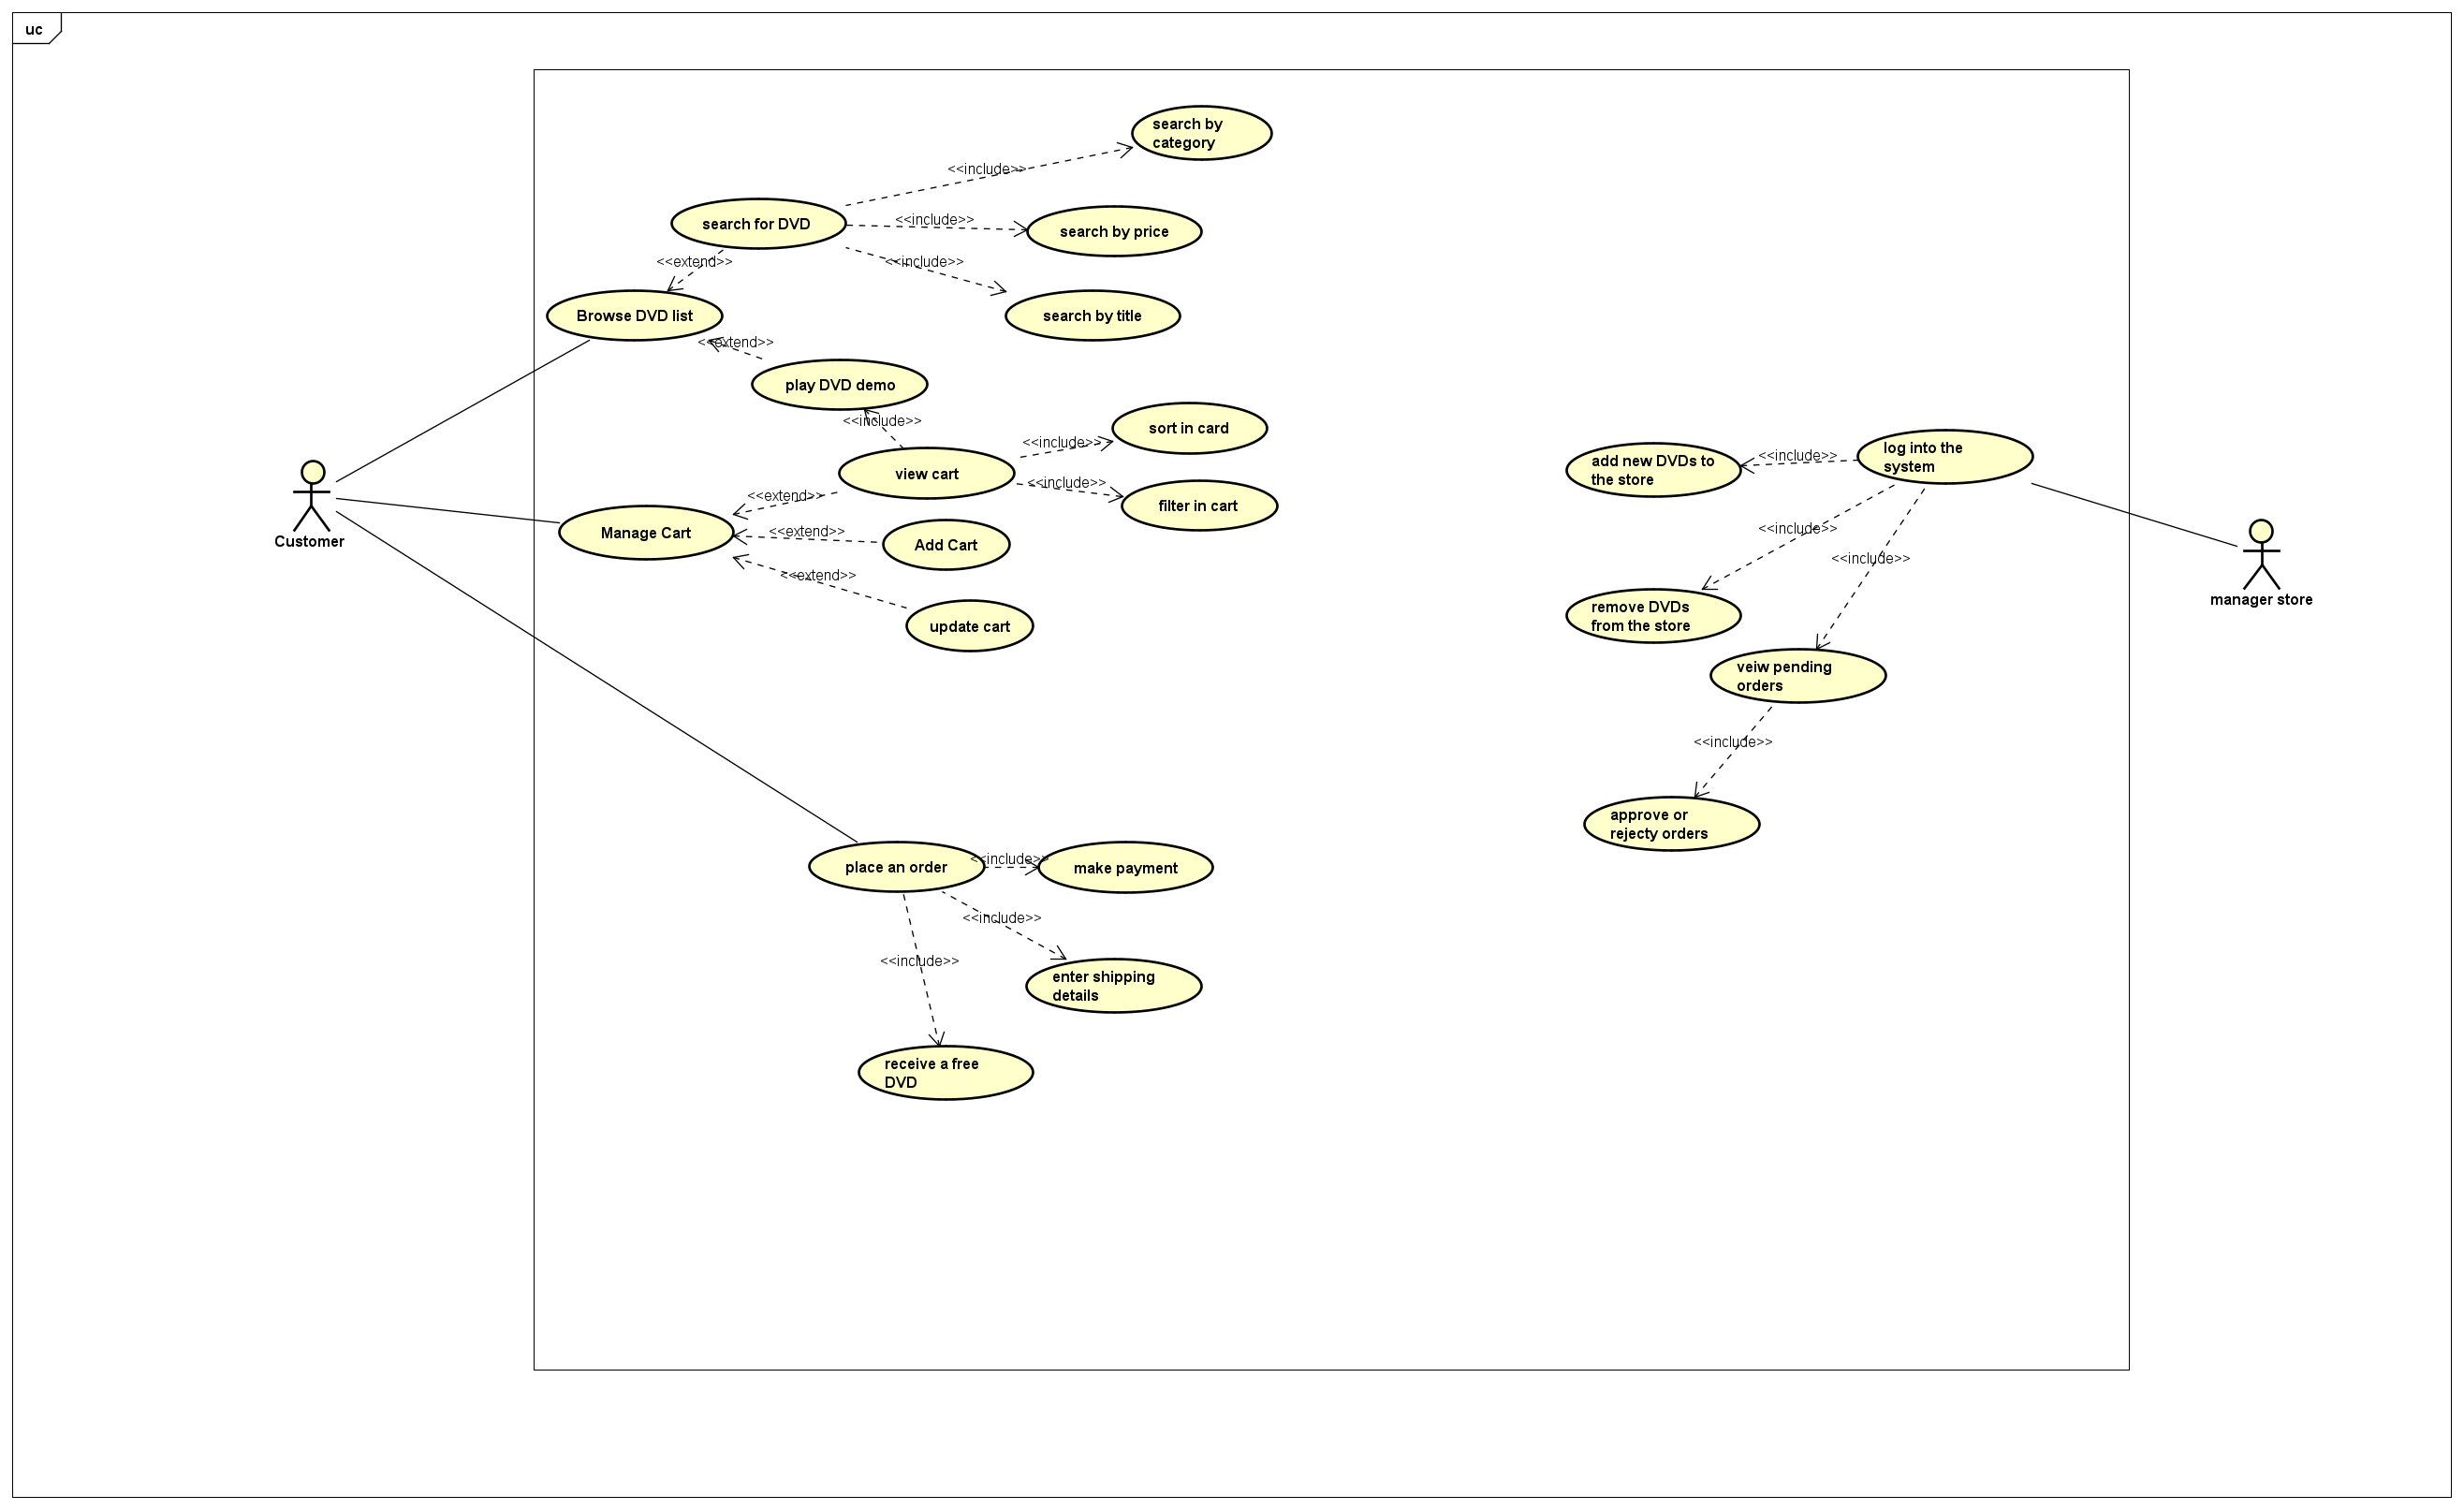 uc
search by
category
<<include>>
search for DVD
<<include>>
search by price
<<extend>>
<<include>>
Browse DVD list
search by title
<<extend>>
play DVD demo
<<include>>
sort in card
<<include>>
view cart
<<include>>
filter in cart
<<extend>>
Manage Cart
<<extend>>
Add Cart
<<extend>>
update cart
Customer
log into the
system
<<include>>
add new DVDs to
the store
<<include>>
<<include>>
remove DVDs
from the store
manager store
veiw pending
orders
<<include>>
approve or
rejecty orders
place an order
<<include>>
make payment
<<include>>
<<include>>
enter shipping
details
receive a free
DVD